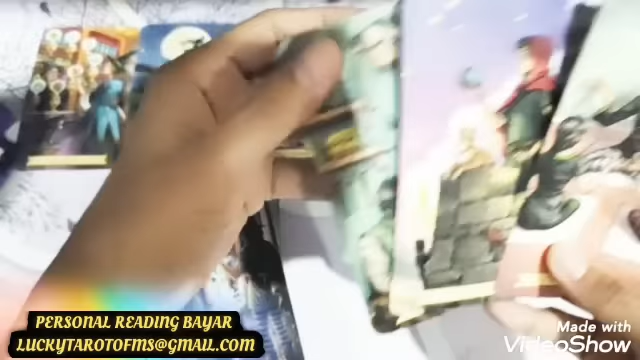 PERSONAL READING BAYAR
LUCKYTAROTOFMS@GMAIL.COM
Made with
VideoShow